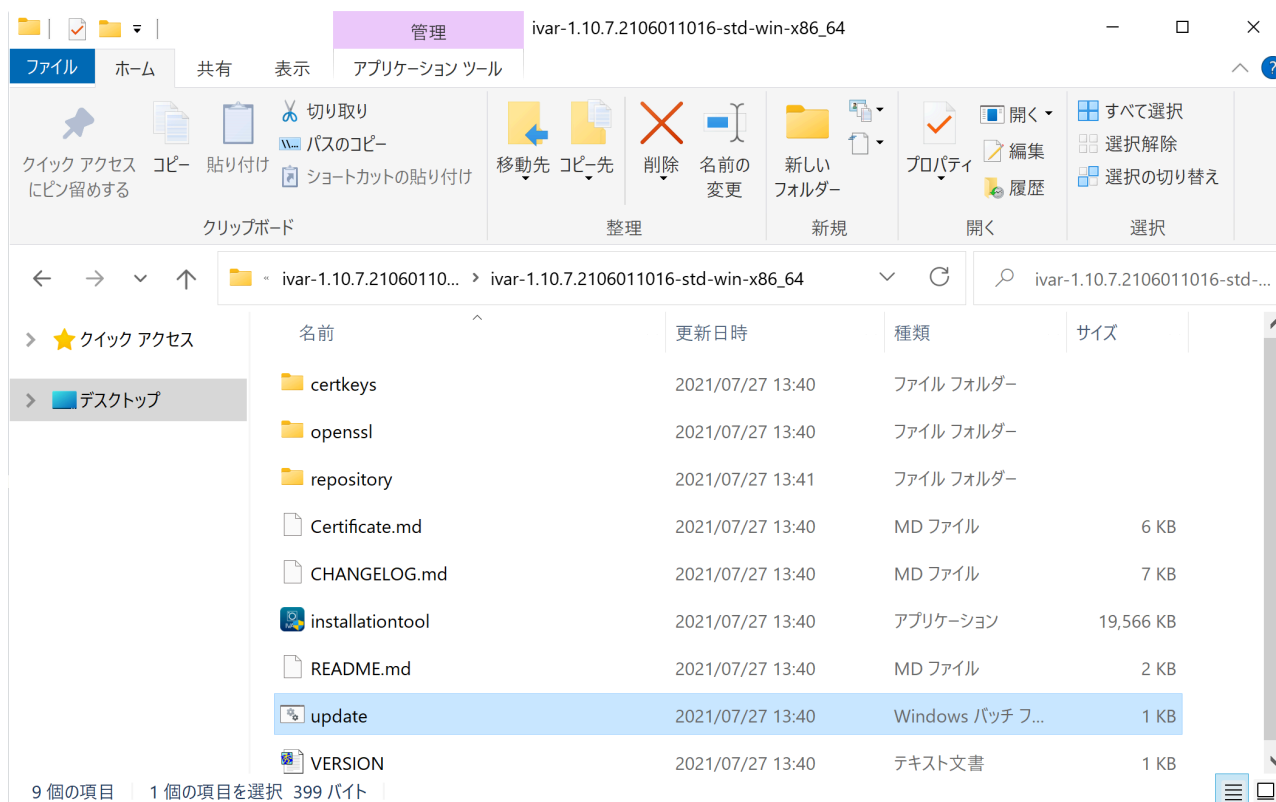 管理
ivar-1.10.7.2106011016-std-win-x86_64
ファイル ホーム 共有 表示 アプリケーション ツール
?
クイック アクセス
にピン留めする
コピー
貼り付け
切り取り
W... パスのコピー
ショートカットの貼り付け
クリップボード
移動先
コピー先
削除
名前の
変更
整理
新しい
フォルダー
新規
プロパティ
開く
編集
履歴
開く
すべて選択
選択解除
選択の切り替え
選択
« ivar-1.10.7.21060110... > ivar-1.10.7.2106011016-std-win-x86_64
ivar-1.10.7.2106011016-std-...
クイック アクセス
デスクトップ
名前 更新日時 種類 サイズ
certkeys 2021/07/27 13:40 ファイル フォルダー
openssl 2021/07/27 13:40 ファイル フォルダー
repository 2021/07/27 13:41 ファイル フォルダー
Certificate.md 2021/07/27 13:40 MD ファイル 6 KB
CHANGELOG.md 2021/07/27 13:40 MD ファイル 7 KB
installationtool 2021/07/27 13:40 アプリケーション 19,566 KB
README.md 2021/07/27 13:40 MD ファイル 2 KB
update 2021/07/27 13:40 Windows バッチ フ... 1 KB
VERSION 2021/07/27 13:40 テキスト文書 1 KB
9 個の項目 1 個の項目を選択 399 バイト